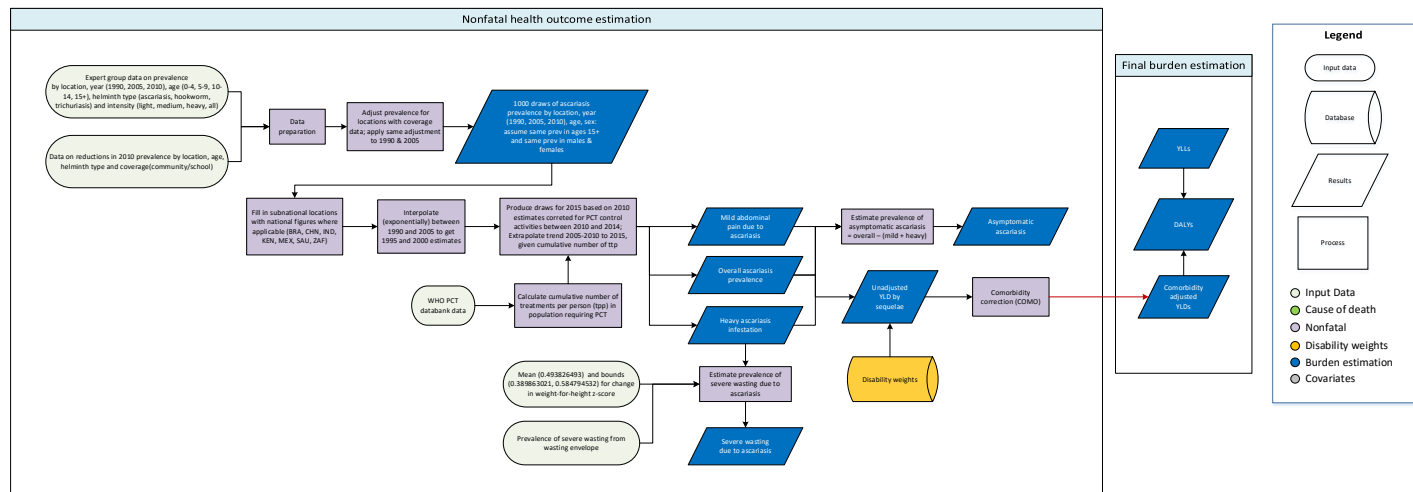 Nonfatal health outcome estimation
Expert group data on prevalence
by location, year (1990, 2005, 2010), age (0-4, 5-9, 10-
14, 15+), helminth type (ascariasis, hookworm,
trichuriasis) and intensity (light, medium, heavy, all)
Data on reductions in 2010 prevalence by location, age,
helminth type and coverage(community/school)
Data
preparation
Adjust prevalence for
locations with coverage
data; apply same adjustment
to 1990 & 2005
1000 draws of ascariasis
prevalence by location, year
(1990, 2005, 2010), age, sex:
assume same prev in ages 15+
and same prev in males &
females
Fill in subnational locations
with national figures where
applicable (BRA, CHN, IND,
KEN, MEX, SAU, ZAF)
Interpolate
(exponentially) between
1990 and 2005 to get
1995 and 2000 estimates
Produce draws for 2015 based on 2010
estimates correted for PCT control
activities between 2010 and 2014;
Extrapolate trend 2005-2010 to 2015,
given cumulative number of ttp
WHO PCT
databank data
Calculate cumulative number of
treatments per person (tpp) in
population requiring PCT
Mild abdominal
pain due to
ascariasis
Overall ascariasis
prevalence
Heavy ascariasis
infestation
Estimate prevalence of
asymptomatic ascariasis
= overall – (mild + heavy)
Asymptomatic
ascariasis
Unadjusted
YLD by
sequelae
Comorbidity
correction (COMO)
Disability weights
Mean (0.493826493) and bounds
(0.389863021, 0.584794532) for change
in weight-for-height z-score
Prevalence of severe wasting from
wasting envelope
Estimate prevalence of
severe wasting due to
ascariasis
Severe wasting
due to ascariasis
Final burden estimation
YLLs
DALYs
Comorbidity
adjusted
YLDs
Legend
Input data
Database
Results
Process
Input Data
Cause of death
Nonfatal
Disability weights
Burden estimation
Covariates